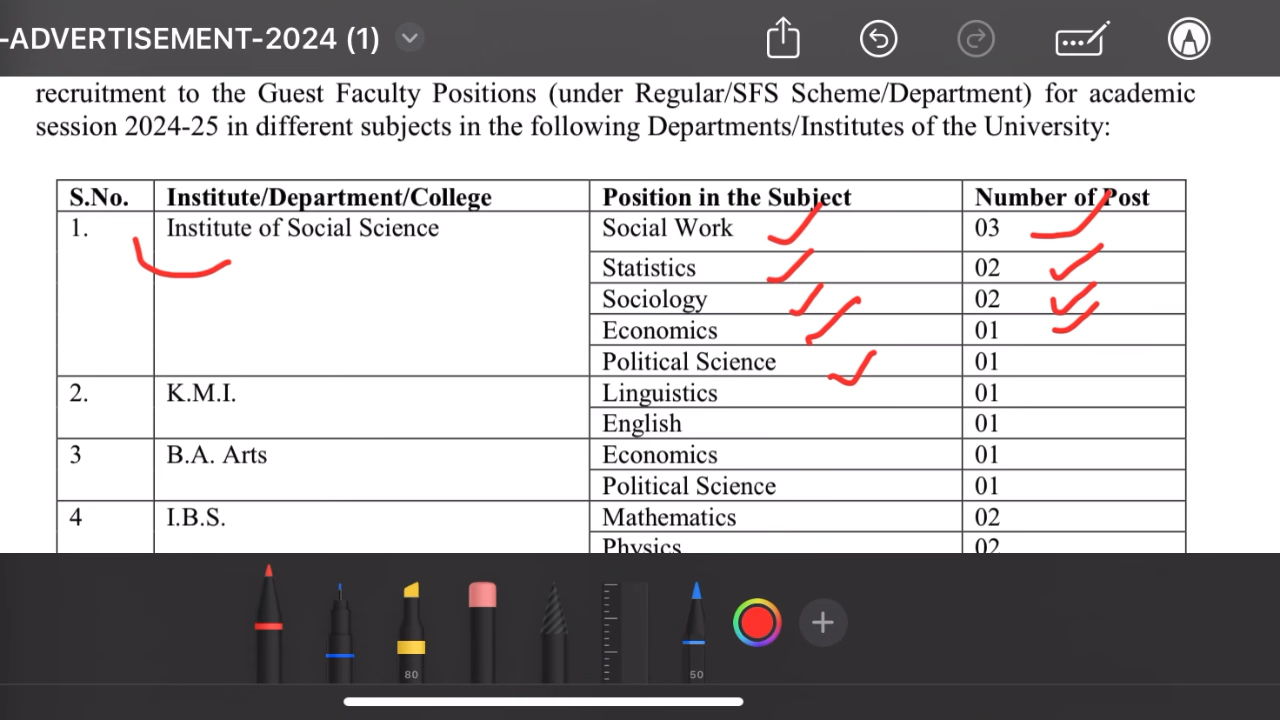 -ADVERTISEMENT-2024 (1)
recruitment to the Guest Faculty Positions (under Regular/SFS Scheme/Department) for academic
session 2024-25 in different subjects in the following Departments/Institutes of the University:
S.No. Institute/Department/College Position in the Subject Number of Post
1. Institute of Social Science Social Work 03
Statistics 02
Sociology 02
Economics 01
Political Science 01
2. K.M.I. Linguistics 01
English 01
3 B.A. Arts Economics 01
Political Science 01
4 I.B.S. Mathematics 02
Physics 02
80 50